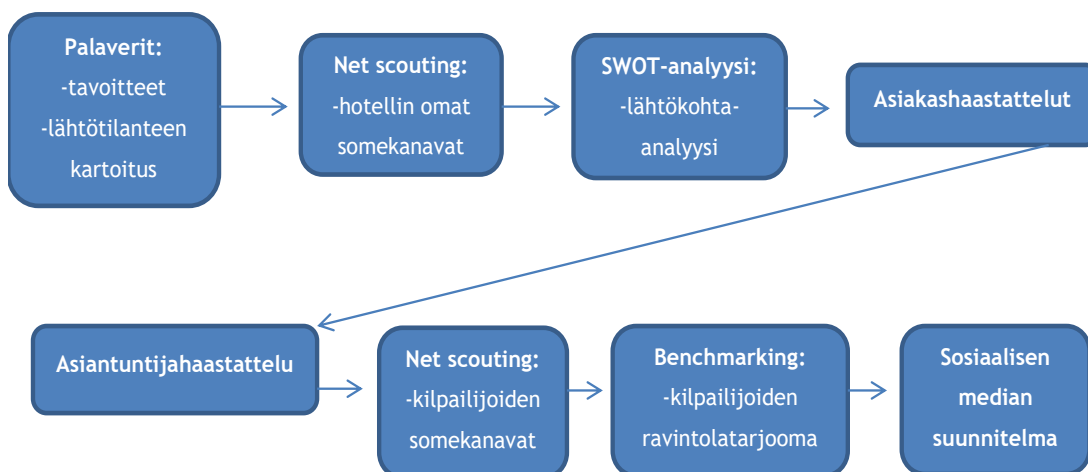 Palaverit:
-tavoitteet
-lähtötilanteen
kartoitus
Net scouting:
-hotellin omat
somekanavat
SWOT-analyysi:
-lähtökohta-
analyysi
Asiakashaastattelut
Asiantuntijahaastattelu
Net scouting:
-kilpailijoiden
somekanavat
Benchmarking:
-kilpailijoiden
ravintolatarjooma
Sosiaalisen
median
suunnitelma